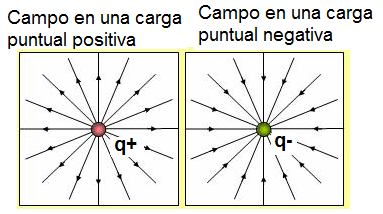 Campo en una carga
puntual positiva
Campo en una carga
puntual negativa
q+
q-